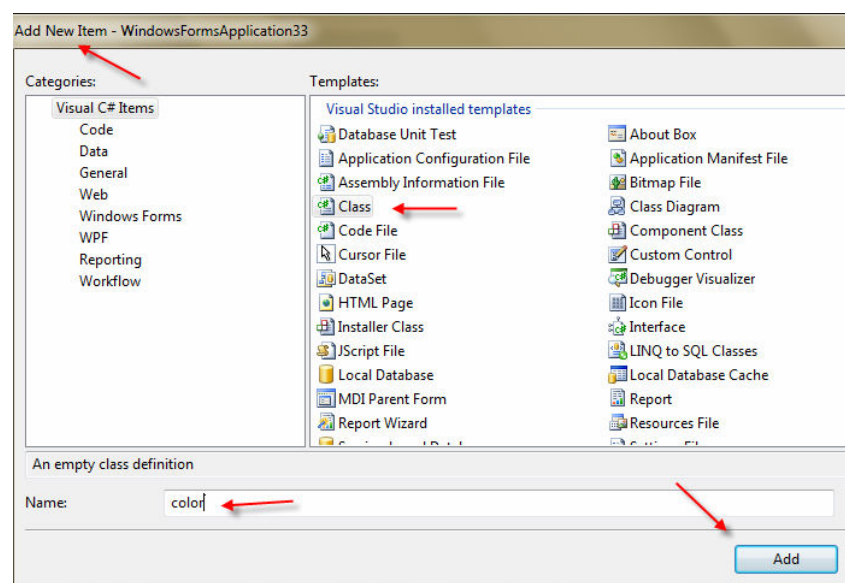 Add New Item - WindowsFormsApplication33
Categories:
Templates:
Visual C# Items
Code
Data
General
Web
Windows Forms
WPF
Reporting
Workflow
Visual Studio installed templates
Database Unit Test
About Box
Application Configuration File
Application Manifest File
Assembly Information File
Bitmap File
Class
Class Diagram
Code File
Component Class
Cursor File
Custom Control
DataSet
Debugger Visualizer
HTML Page
Icon File
Installer Class
Interface
JScript File
LINQ to SQL Classes
Local Database
Local Database Cache
MDI Parent Form
Report
Report Wizard
Resources File
An empty class definition
Name:
color
Add